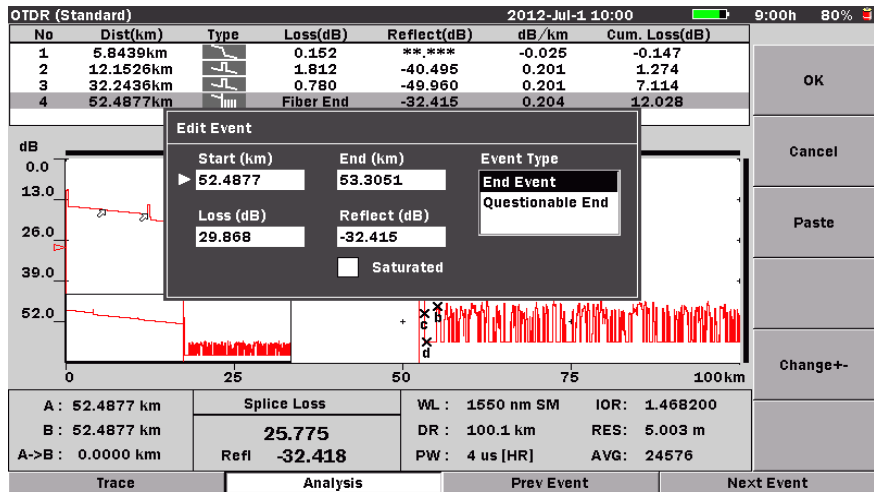 OTDR (Standard) 2012-Jul-1 10:00 9:00h 80%
No Dist(km) Type Loss(dB) Reflect(dB) dB/km Cum. Loss(dB)
1 5.8439km 0.152 **.*** -0.025 -0.147
2 12.1526km 1.812 -40.495 0.201 1.274
3 32.2436km 0.780 -49.960 0.201 7.114
4 52.4877km Fiber End -32.415 0.204 12.028
OK
Cancel
Paste
Change+-
Edit Event
Start (km) End (km) Event Type
52.4877 53.3051 End Event
Questionable End
Loss (dB) Reflect (dB)
29.868 -32.415
Saturated
dB
0.0
13.0
26.0
39.0
52.0
a a
c b
d
0 25 50 75 100km
A: 52.4877 km
B: 52.4877 km
A->B: 0.0000 km
Splice Loss
25.775
Refl -32.418
WL: 1550 nm SM IOR: 1.468200
DR: 100.1 km RES: 5.003 m
PW: 4 us [HR] AVG: 24576
Trace Analysis Prev Event Next Event